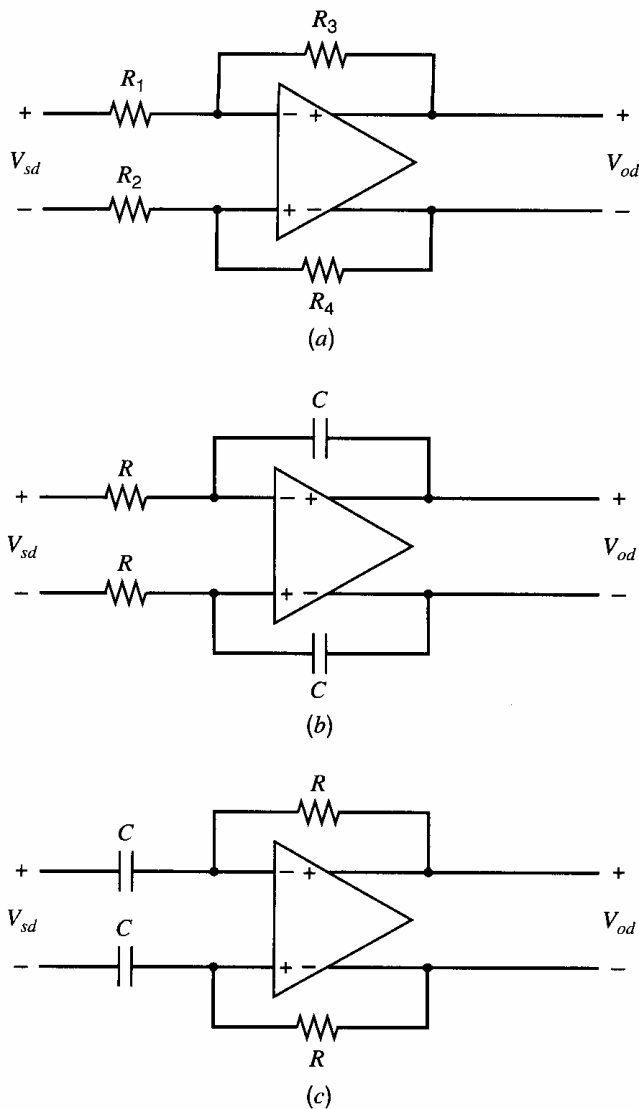 R3
R1
+ − + +
Vsd Vod
R2
− + − −
R4
(a)
C
R
+ − + +
Vsd Vod
R
− + − −
C
(b)
R
C
+ − + +
Vsd Vod
C
− + − −
R
(c)